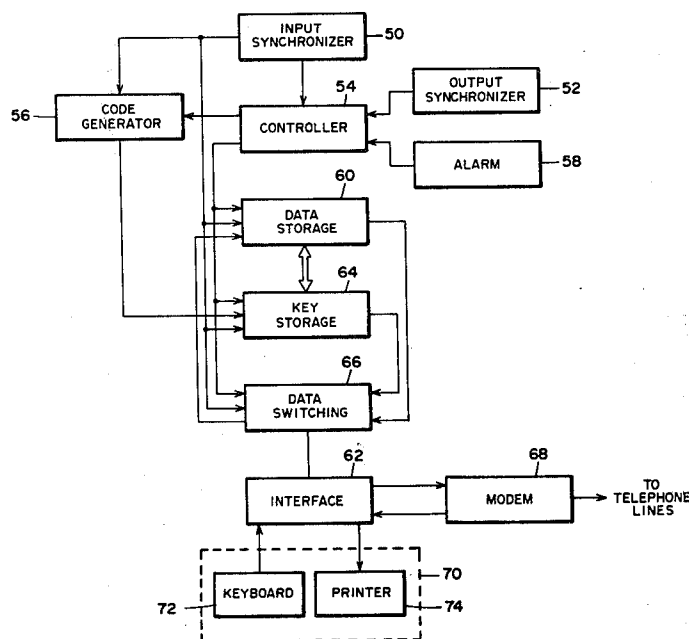 INPUT
SYNCHRONIZER
50
54
OUTPUT
SYNCHRONIZER
52
56
CODE
GENERATOR
CONTROLLER
ALARM
58
60
DATA
STORAGE
64
KEY
STORAGE
66
DATA
SWITCHING
62
68
INTERFACE
MODEM
TO
TELEPHONE
LINES
70
KEYBOARD
PRINTER
72
74